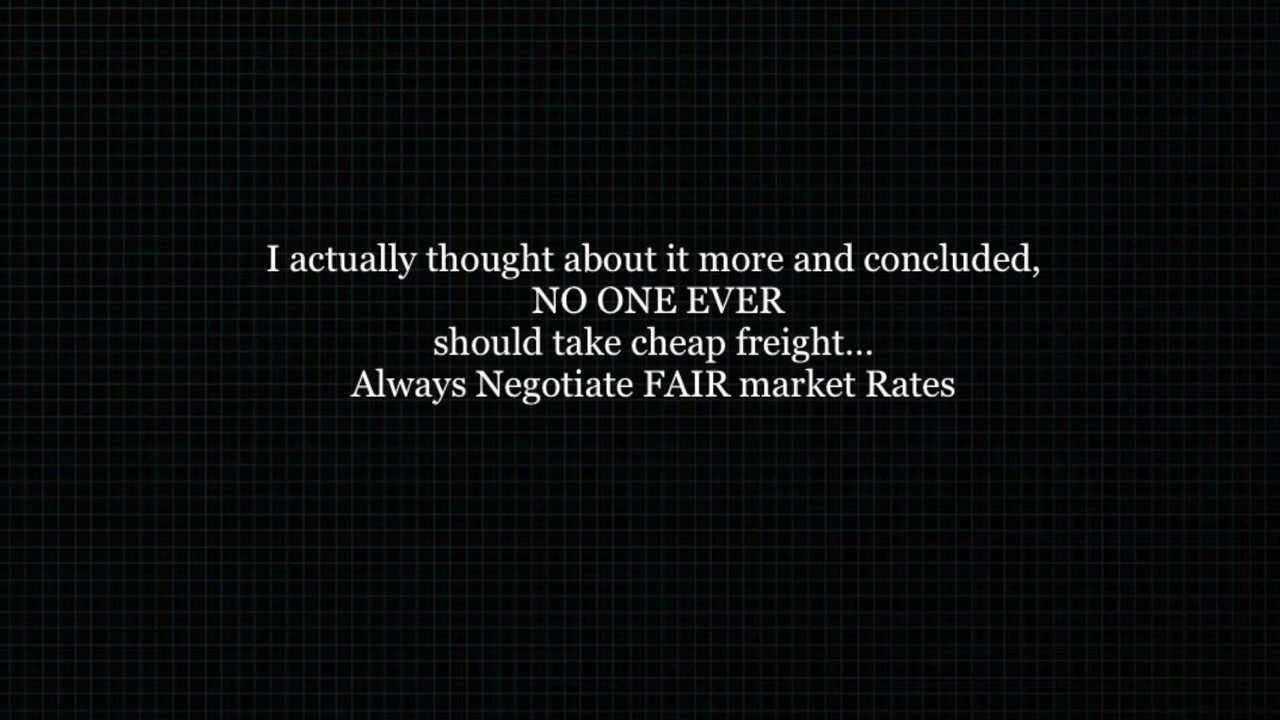 I actually thought about it more and concluded,
NO ONE EVER
should take cheap freight...
Always Negotiate FAIR market Rates